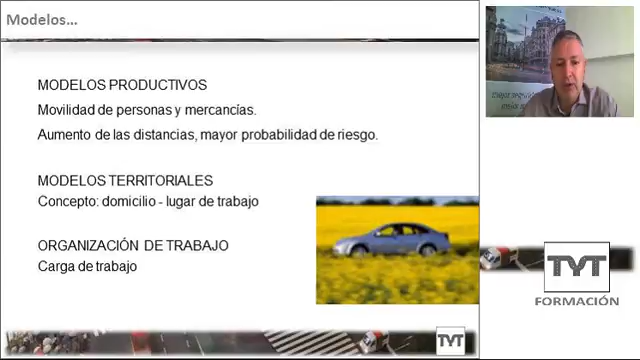 Modelos...
MODELOS PRODUCTIVOS
Movilidad de personas y mercancías.
Aumento de las distancias, mayor probabilidad de riesgo.
MODELOS TERRITORIALES
Concepto: domicilio - lugar de trabajo
ORGANIZACIÓN DE TRABAJO
Carga de trabajo
TYT
TYT
FORMACIÓN